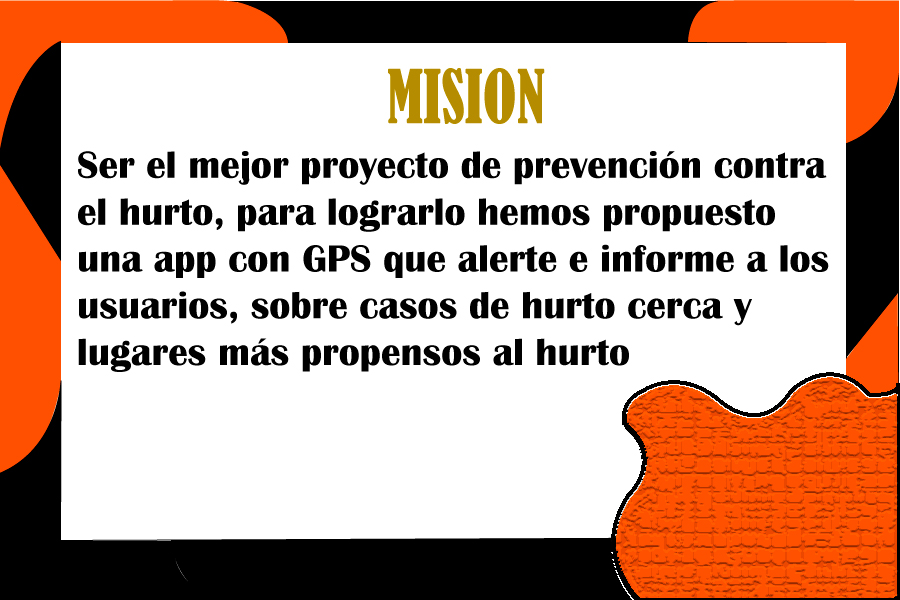 MISION
Ser el mejor proyecto de prevención contra
el hurto, para lograrlo hemos propuesto
una app con GPS que alerte e informe a los
usuarios, sobre casos de hurto cerca y
lugares más propensos al hurto